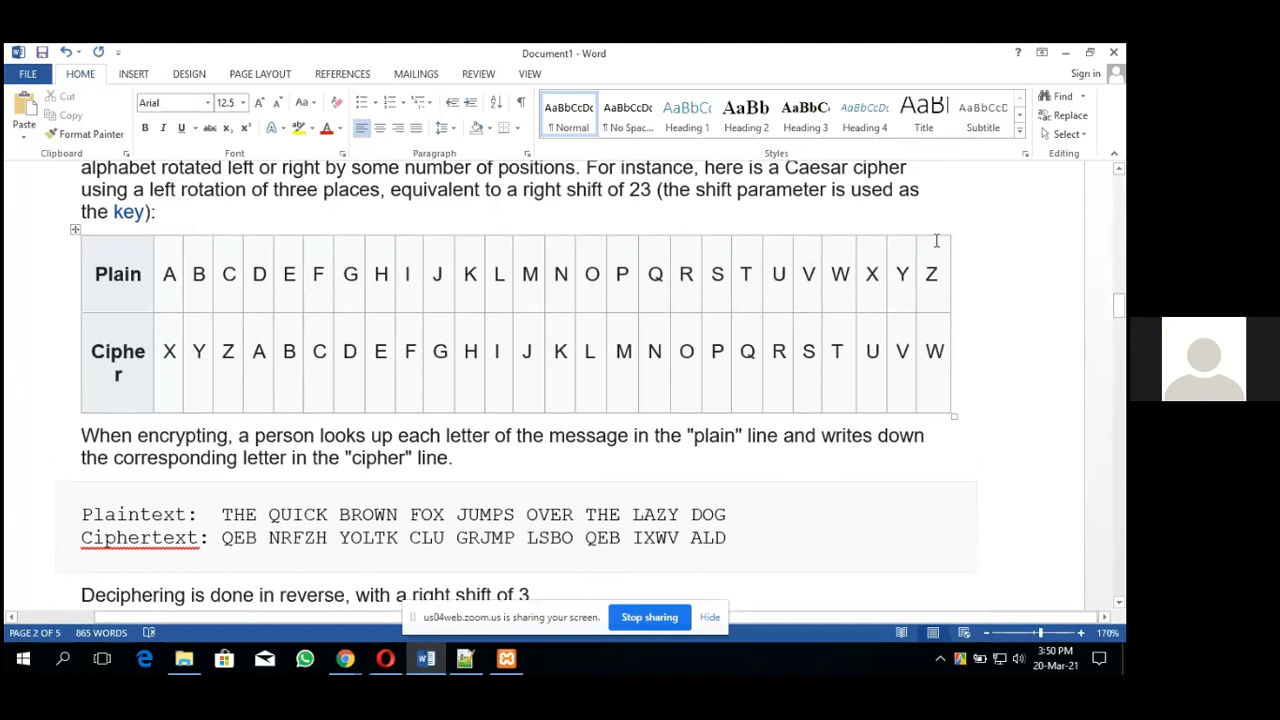 Document1 - Word
?
FILE
HOME
INSERT
DESIGN
PAGE LAYOUT
REFERENCES
MAILINGS
REVIEW
VIEW
Sign in
Paste
Cut
Copy
Format Painter
Clipboard
Arial
12.5
Font
Paragraph
AaBbCcDc
¶ Normal
AaBbCcDc
¶ No Spac...
AaBbC(
Heading 1
AaBb
Heading 2
AaBbC
Heading 3
AaBbCcDc
Heading 4
AaB
Title
AaBbCcD
Subtitle
Styles
Find
Replace
Select
Editing
alphabet rotated left or right by some number of positions. For instance, here is a Caesar cipher
using a left rotation of three places, equivalent to a right shift of 23 (the shift parameter is used as
the key):
Plain A B C D E F G H I J K L M N O P Q R S T U V W X Y Z
Ciphe X Y Z A B C D E F G H I J K L M N O P Q R S T U V W
r
When encrypting, a person looks up each letter of the message in the "plain" line and writes down
the corresponding letter in the "cipher" line.
Plaintext: THE QUICK BROWN FOX JUMPS OVER THE LAZY DOG
Ciphertext: QEB NRFZH YOLTK CLU GRJMP LSBO QEB IXWV ALD
Deciphering is done in reverse, with a right shift of 3
us04web.zoom.us is sharing your screen.
Stop sharing
Hide
PAGE 2 OF 5
865 WORDS
170%
3:50 PM
20-Mar-21